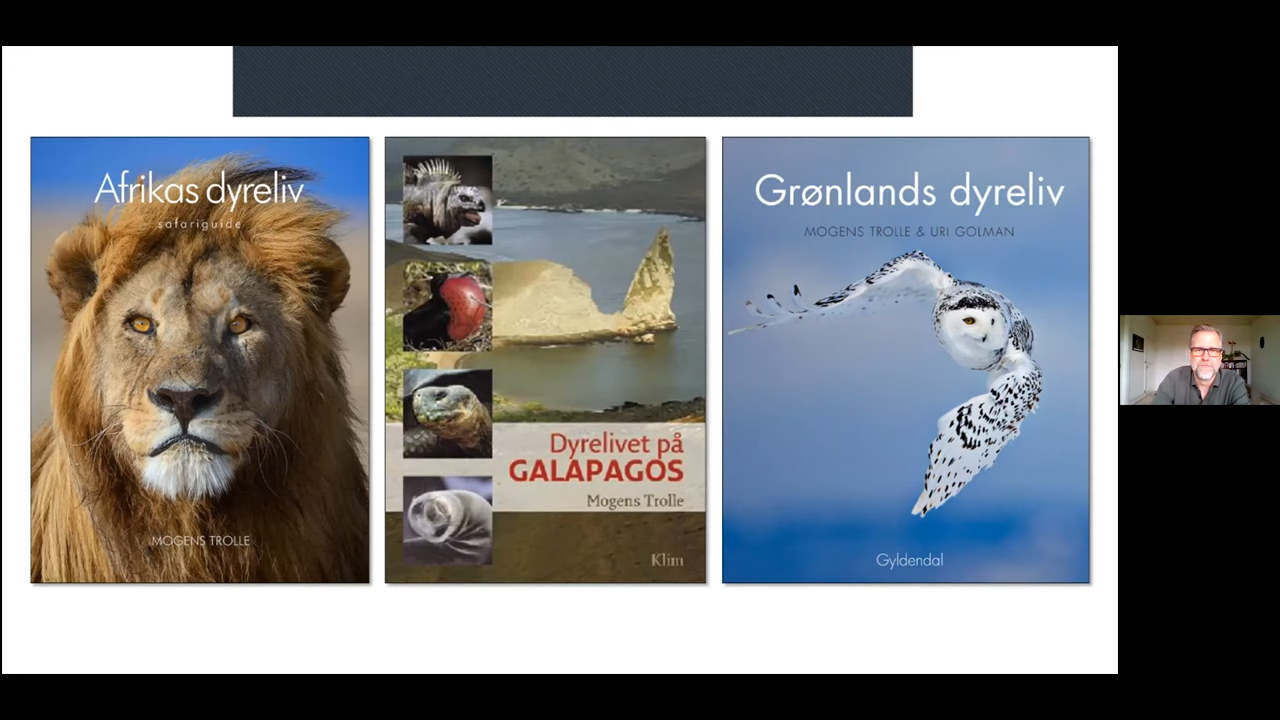 Afrikas dyreliv
safariguide
MOGENS TROLLE
Dyrelivet på
GALAPAGOS
Mogens Trolle
Klim
Grønlands dyreliv
MOGENS TROLLE & URI GOLMAN
Gyldendal